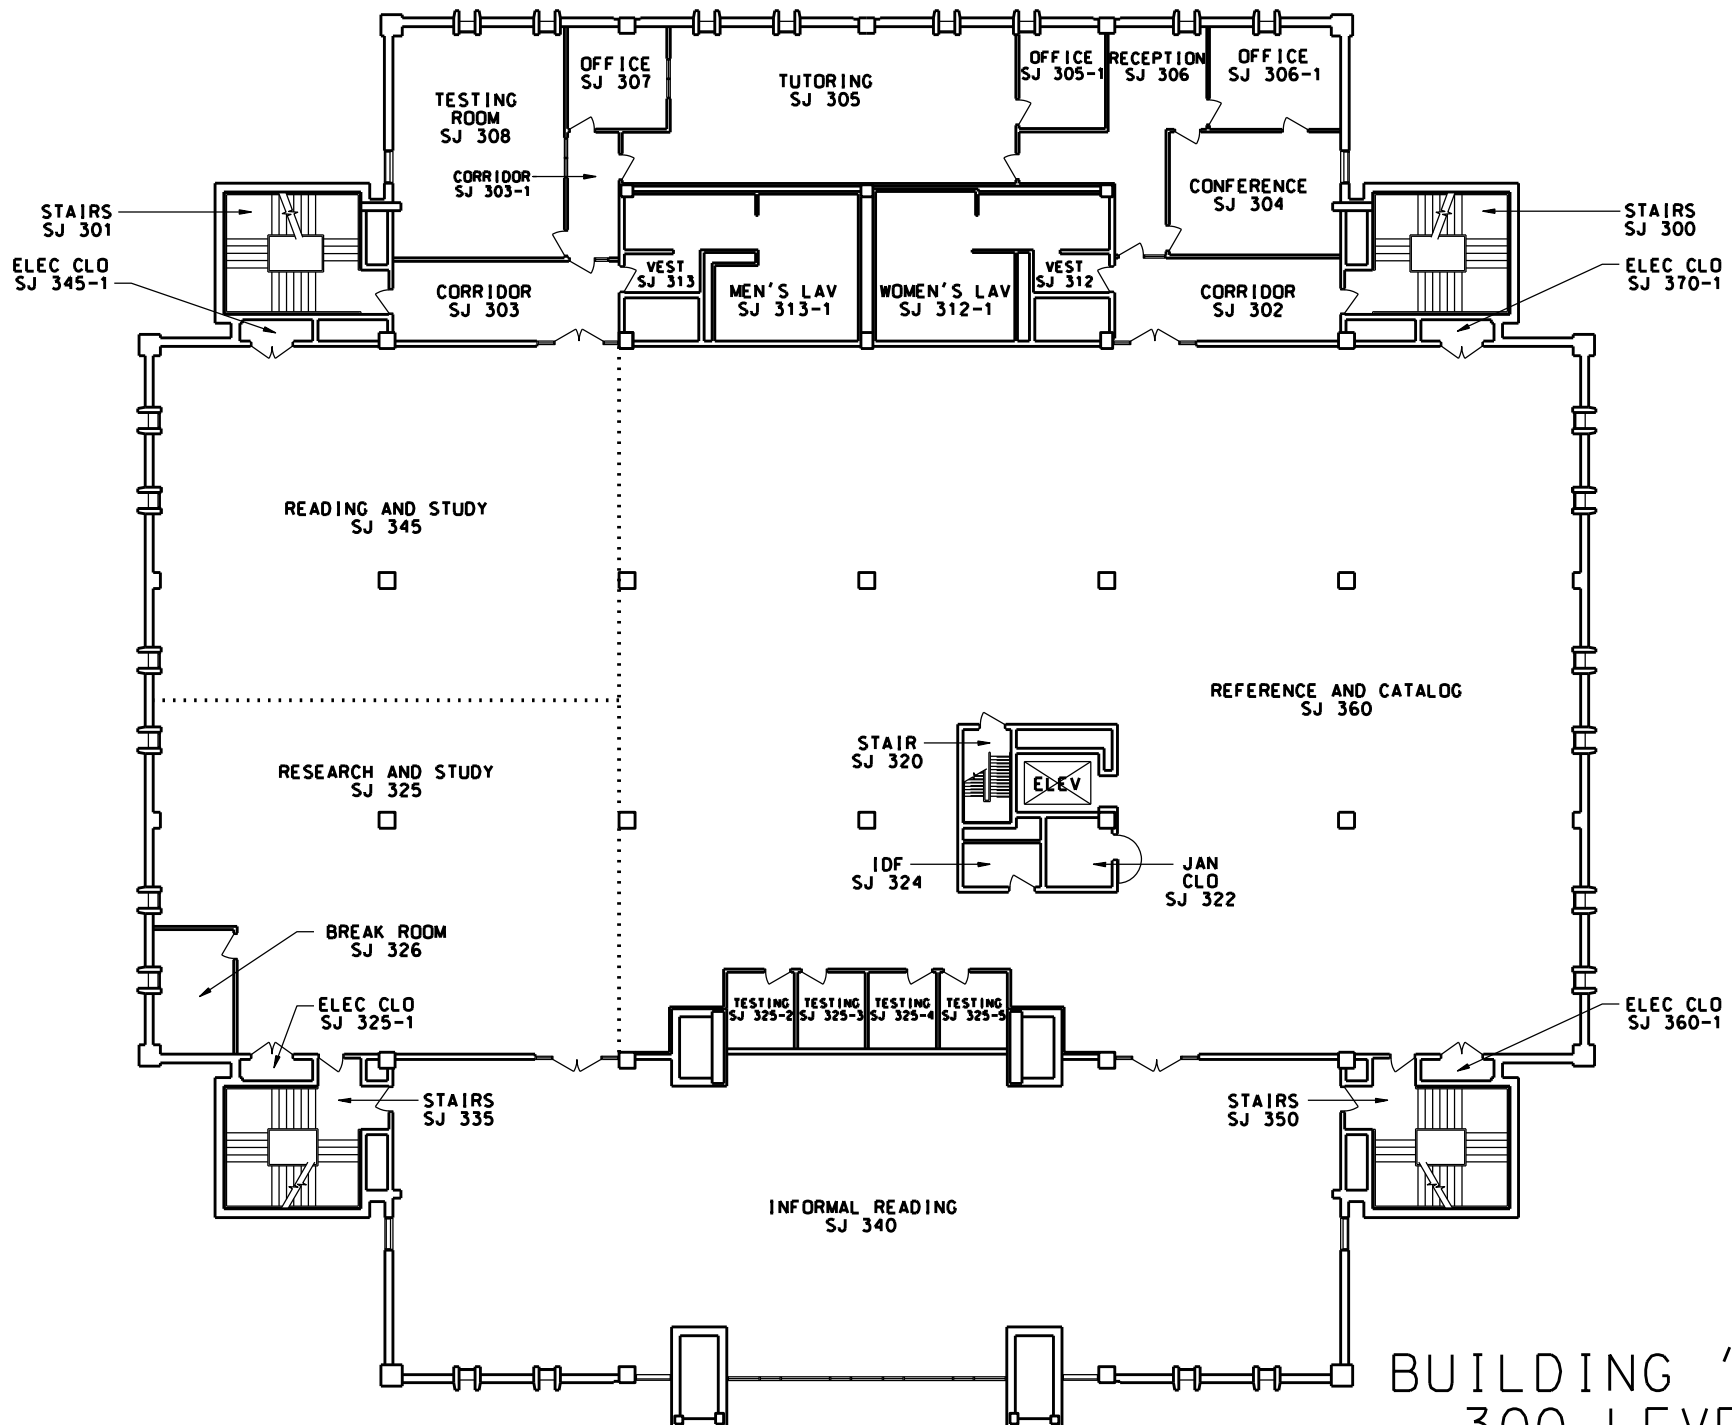 OFFICE
SJ 307
TUTORING
SJ 305
OFFICE
SJ 305-1
RECEPTION
SJ 306
OFFICE
SJ 306-1
TESTING
ROOM
SJ 308
CORRIDOR
SJ 303-1
CONFERENCE
SJ 304
STAIRS
SJ 301
STAIRS
SJ 300
ELEC CLO
SJ 345-1
CORRIDOR
SJ 303
VEST
SJ 313
MEN'S LAV
SJ 313-1
WOMEN'S LAV
SJ 312-1
VEST
SJ 312
CORRIDOR
SJ 302
ELEC CLO
SJ 370-1
READING AND STUDY
SJ 345
REFERENCE AND CATALOG
SJ 360
STAIR
SJ 320
ELEV
RESEARCH AND STUDY
SJ 325
IDF
SJ 324
JAN
CLO
SJ 322
BREAK ROOM
SJ 326
ELEC CLO
SJ 325-1
TESTING
SJ 325-2
TESTING
SJ 325-3
TESTING
SJ 325-4
TESTING
SJ 325-5
ELEC CLO
SJ 360-1
STAIRS
SJ 335
STAIRS
SJ 350
INFORMAL READING
SJ 340
BUILDING '
300 LEV